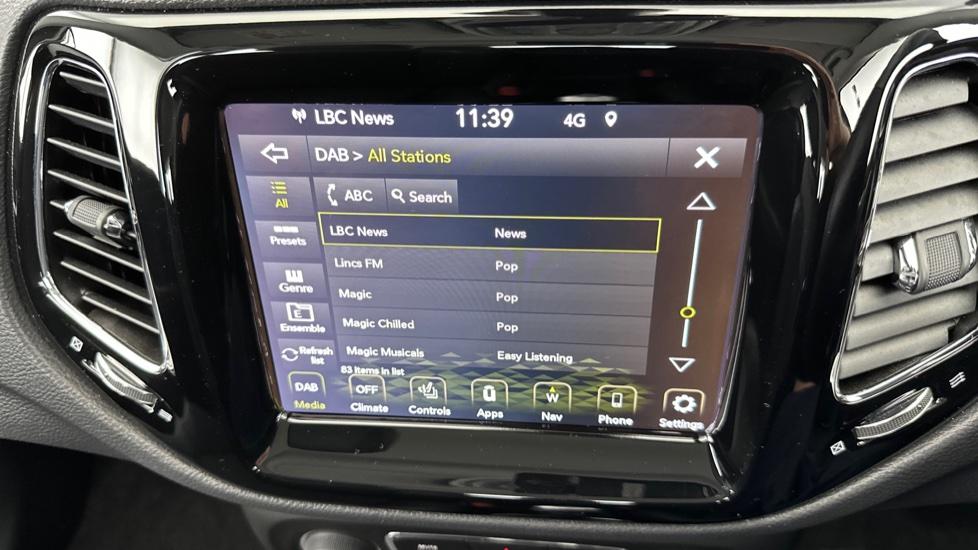 LBC News 11:39 4G
DAB > All Stations
All
ABC
Search
Presets
Genre
E
Ensemble
Refresh list
LBC News News
Lincs FM Pop
Magic Pop
Magic Chilled Pop
Magic Musicals Easy Listening
83 items in list
DAB
Media
OFF
Climate
Controls
Apps
W
Nav
Phone
Settings